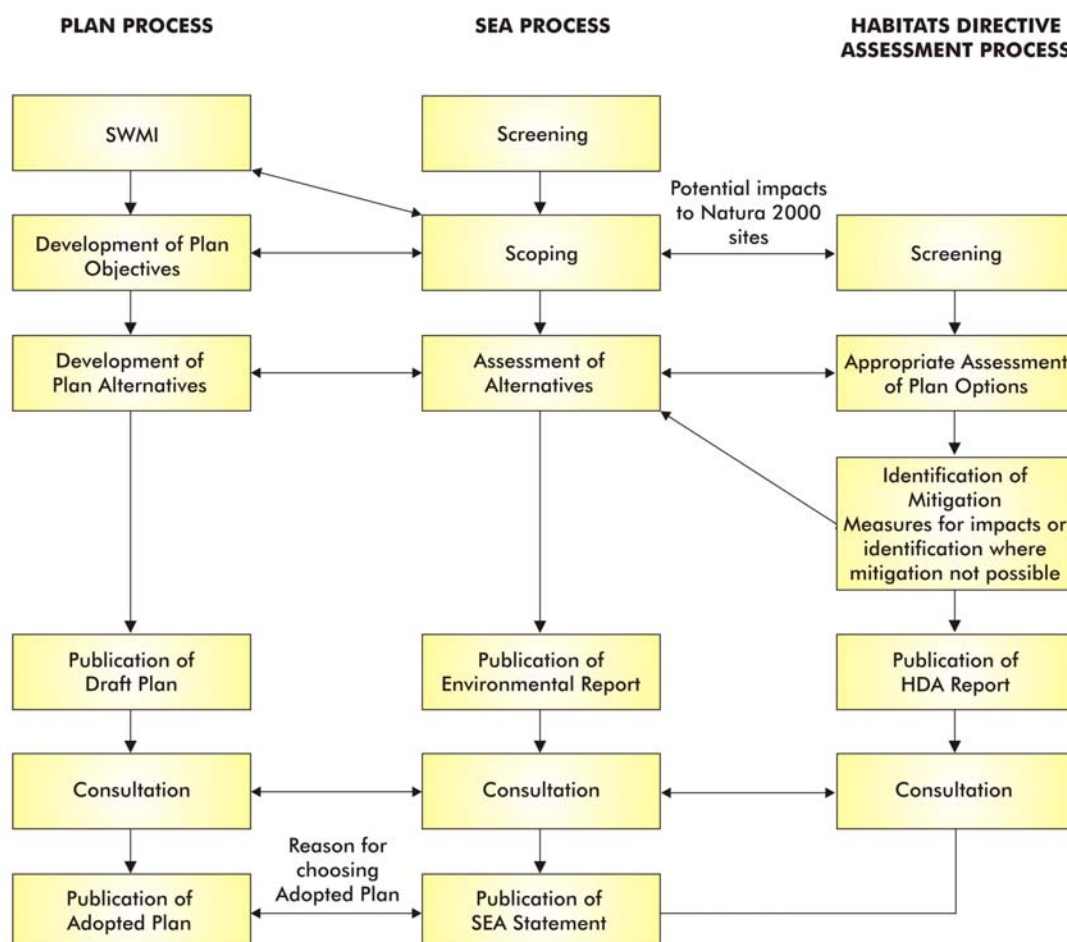 PLAN PROCESS
SEA PROCESS
HABITATS DIRECTIVE
ASSESSMENT PROCESS
SWMI
Screening
Potential impacts
to Natura 2000
sites
Development of Plan
Objectives
Scoping
Screening
Development of
Plan Alternatives
Assessment of
Alternatives
Appropriate Assessment
of Plan Options
Identification of
Mitigation
Measures for impacts or
identification where
mitigation not possible
Publication of
Draft Plan
Publication of
Environmental Report
Publication of
HDA Report
Consultation
Consultation
Consultation
Reason for
choosing
Adopted Plan
Publication of
Adopted Plan
Publication of
SEA Statement